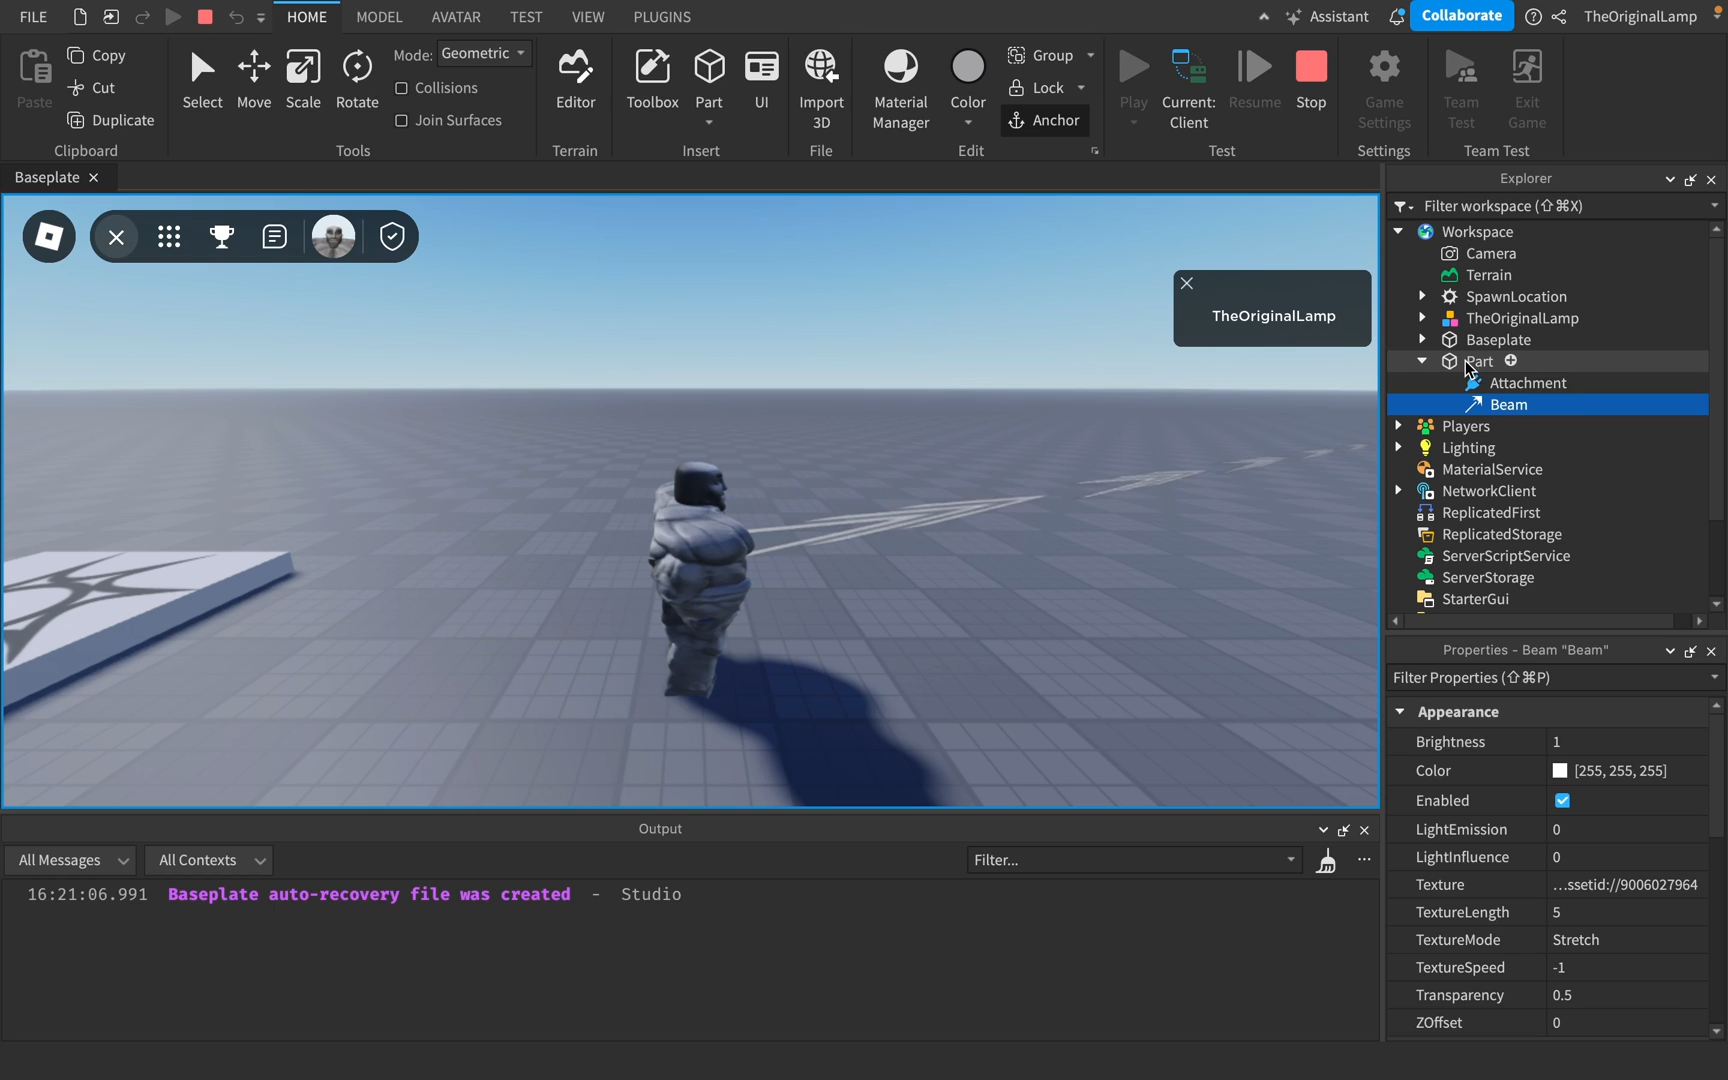 FILE HOME MODEL AVATAR TEST VIEW PLUGINS Assistant Collaborate TheOriginalLamp
Paste Copy Cut Duplicate
Clipboard
Select Move Scale Rotate
Mode: Geometric
Collisions
Join Surfaces
Tools
Editor
Terrain
Toolbox Part UI
Insert
Import 3D
File
Material Manager
Color
Group
Lock
Anchor
Edit
Play Current: Client Resume Stop
Test
Game Settings
Settings
Team Test
Exit Game
Team Test
Baseplate
TheOriginalLamp
Explorer
Filter workspace (⇧⌘X)
Workspace
Camera
Terrain
SpawnLocation
TheOriginalLamp
Baseplate
Part
Attachment
Beam
Players
Lighting
MaterialService
NetworkClient
ReplicatedFirst
ReplicatedStorage
ServerScriptService
ServerStorage
StarterGui
Properties - Beam "Beam"
Filter Properties (⇧⌘P)
Appearance
Brightness 1
Color [255, 255, 255]
Enabled
LightEmission 0
LightInfluence 0
Texture ...ssetid://9006027964
TextureLength 5
TextureMode Stretch
TextureSpeed -1
Transparency 0.5
ZOffset 0
Output
All Messages All Contexts Filter...
16:21:06.991 Baseplate auto-recovery file was created - Studio